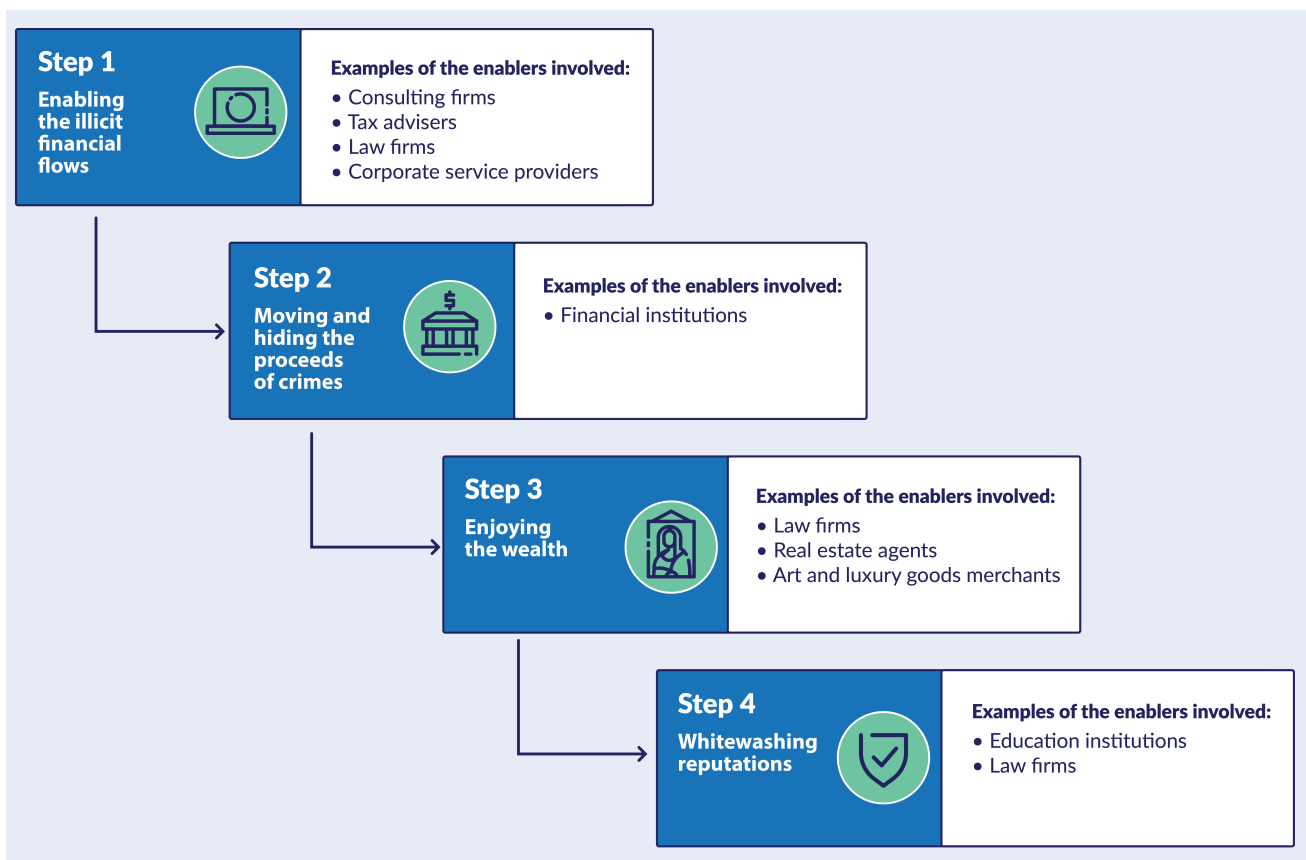 Step 1
Enabling
the illicit
financial
flows
Examples of the enablers involved:
• Consulting firms
• Tax advisers
• Law firms
• Corporate service providers
Step 2
Moving and
hiding the
proceeds
of crimes
$
Examples of the enablers involved:
• Financial institutions
Step 3
Enjoying
the wealth
Examples of the enablers involved:
• Law firms
• Real estate agents
• Art and luxury goods merchants
Step 4
Whitewashing
reputations
Examples of the enablers involved:
• Education institutions
• Law firms